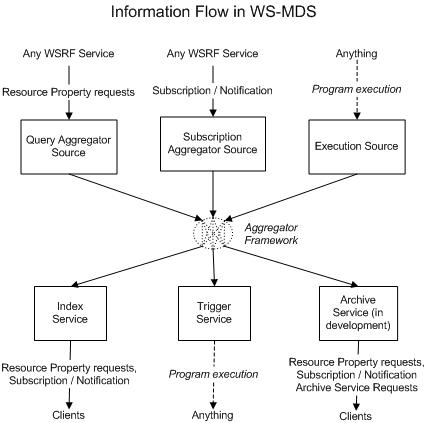 Information Flow in WS-MDS
Any WSRF Service
Any WSRF Service
Anything
Resource Property requests
Subscription / Notification
Program execution
Query Aggregator
Source
Subscription
Aggregator Source
Execution Source
Aggregator
Framework
Index
Service
Trigger
Service
Archive
Service (in
development)
Resource Property requests,
Subscription / Notification
Program execution
Resource Property requests,
Subscription / Notification
Archive Service Requests
Clients
Anything
Clients